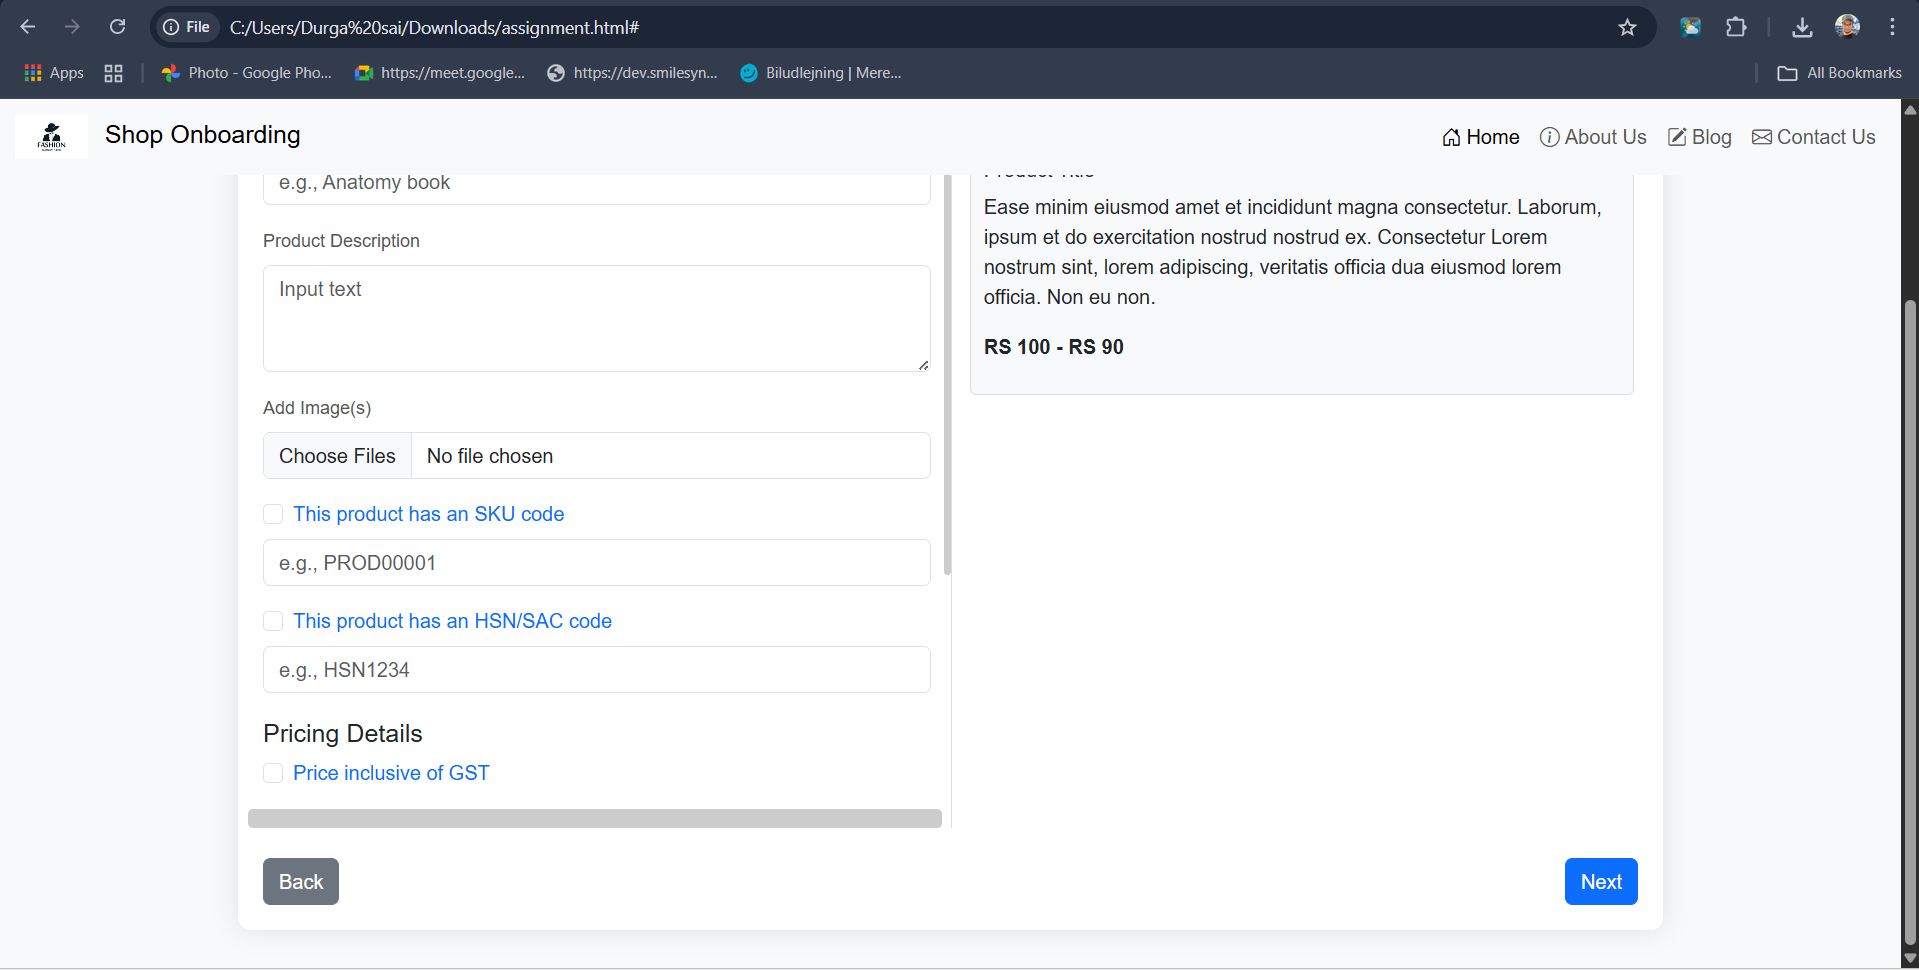 File
C:/Users/Durga%20sai/Downloads/assignment.html#
Apps
Photo - Google Pho...
https://meet.google...
https://dev.smilesyn...
Biludlejning | Mere...
All Bookmarks
FASHION
Shop Onboarding
Home
About Us
Blog
Contact Us
e.g., Anatomy book
Product Description
Input text
Add Image(s)
Choose Files
No file chosen
This product has an SKU code
e.g., PROD00001
This product has an HSN/SAC code
e.g., HSN1234
Pricing Details
Price inclusive of GST
Back
Product Title
Ease minim eiusmod amet et incididunt magna consectetur. Laborum,
ipsum et do exercitation nostrud nostrud ex. Consectetur Lorem
nostrum sint, lorem adipiscing, veritatis officia dua eiusmod lorem
officia. Non eu non.
RS 100 - RS 90
Next